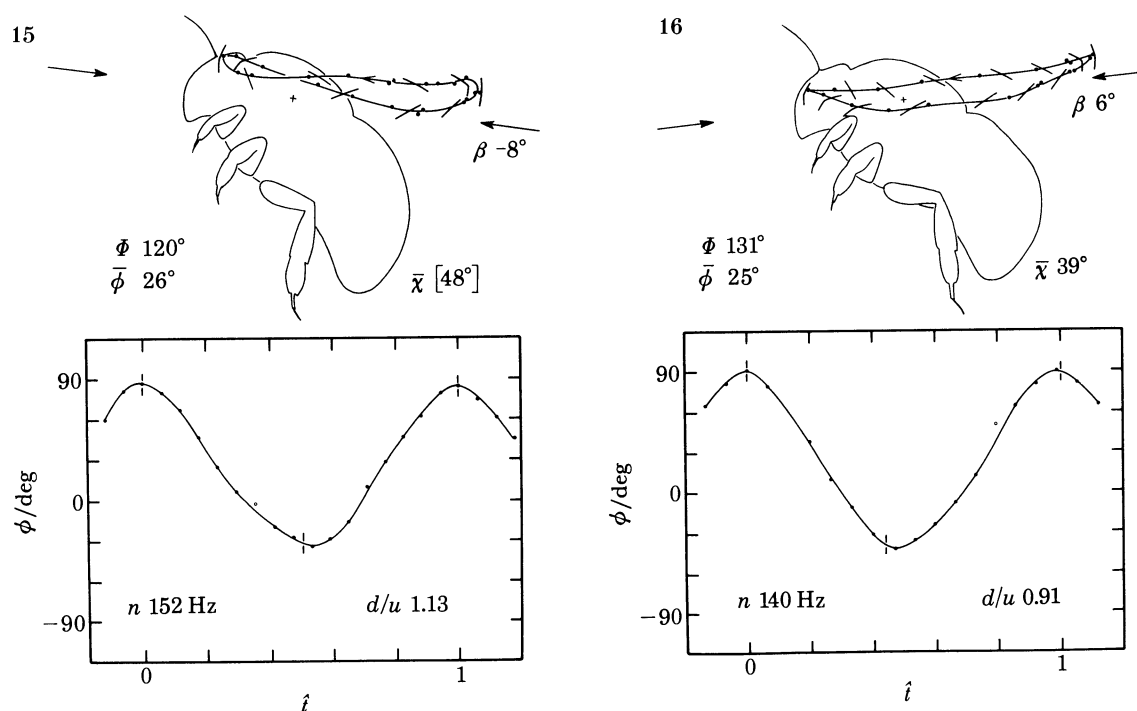 15
β −8°
Φ 120°
ϕ̄ 26°
χ̄ [48°]
90
0
−90
ϕ/deg
n 152 Hz
d/u 1.13
0
1
t̂
16
β 6°
Φ 131°
ϕ̄ 25°
χ̄ 39°
90
0
−90
ϕ/deg
n 140 Hz
d/u 0.91
0
1
t̂